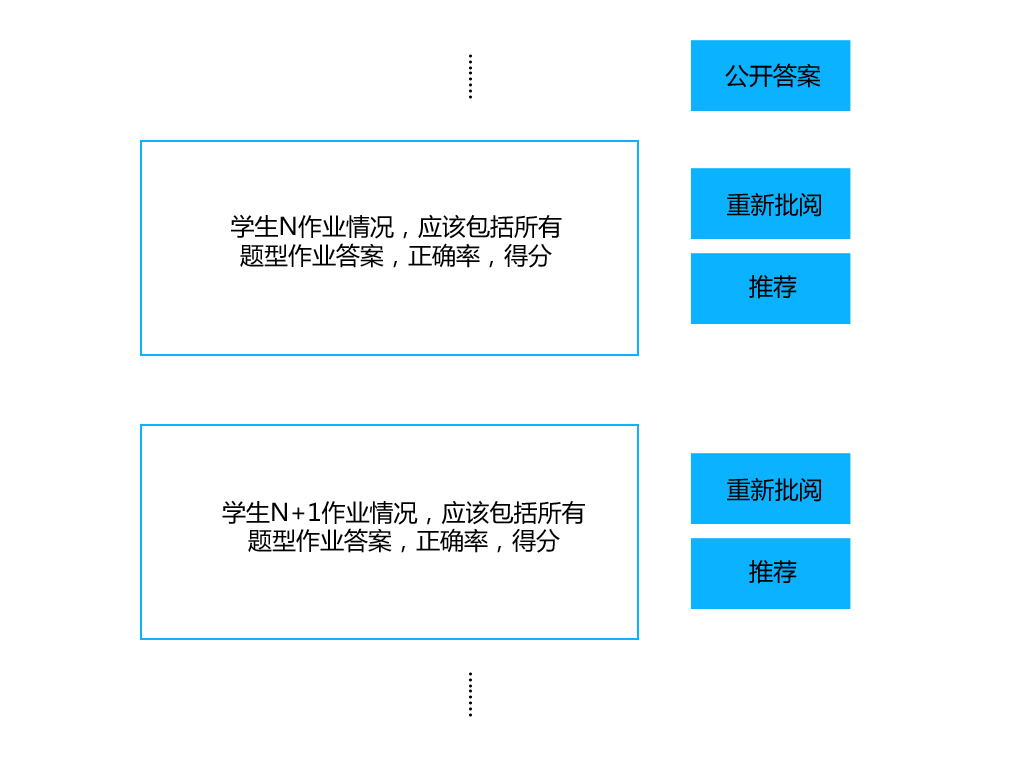 公开答案
学生N作业情况，应该包括所有
题型作业答案，正确率，得分
重新批阅
推荐
学生N+1作业情况，应该包括所有
题型作业答案，正确率，得分
重新批阅
推荐